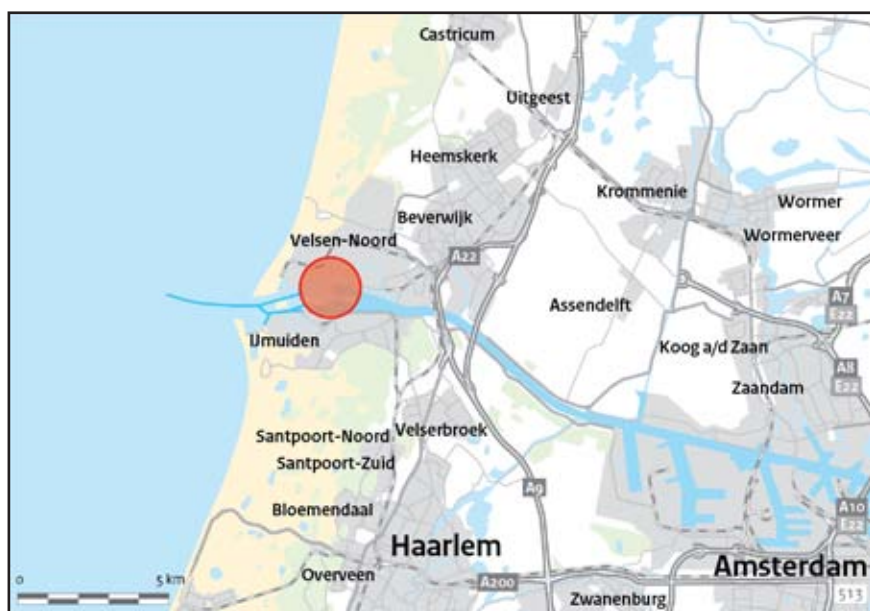 Castricum
Uitgeest
Heemskerk
Krommenie
Wormer
Beverwijk
Wormerveer
Velsen-Noord
A22
A7
E22
Assendelft
IJmuiden
Koog a/d Zaan
A8
E22
Zaandam
Santpoort-Noord
Velserbroek
Santpoort-Zuid
A9
Bloemendaal
A10
E22
Haarlem
Amsterdam
Overveen
0 5 km
A200
Zwanenburg
513